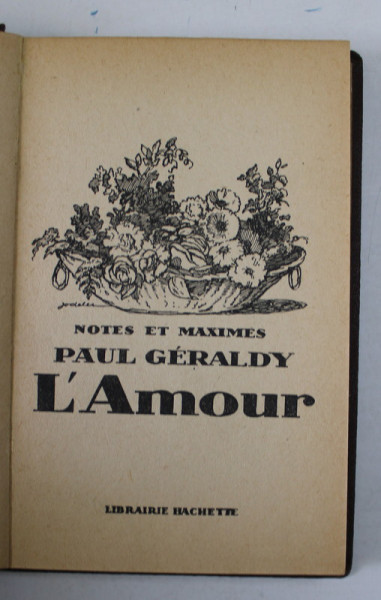 NOTES ET MAXIMES
PAUL GÉRALDY
L'Amour
LIBRAIRIE HACHETTE